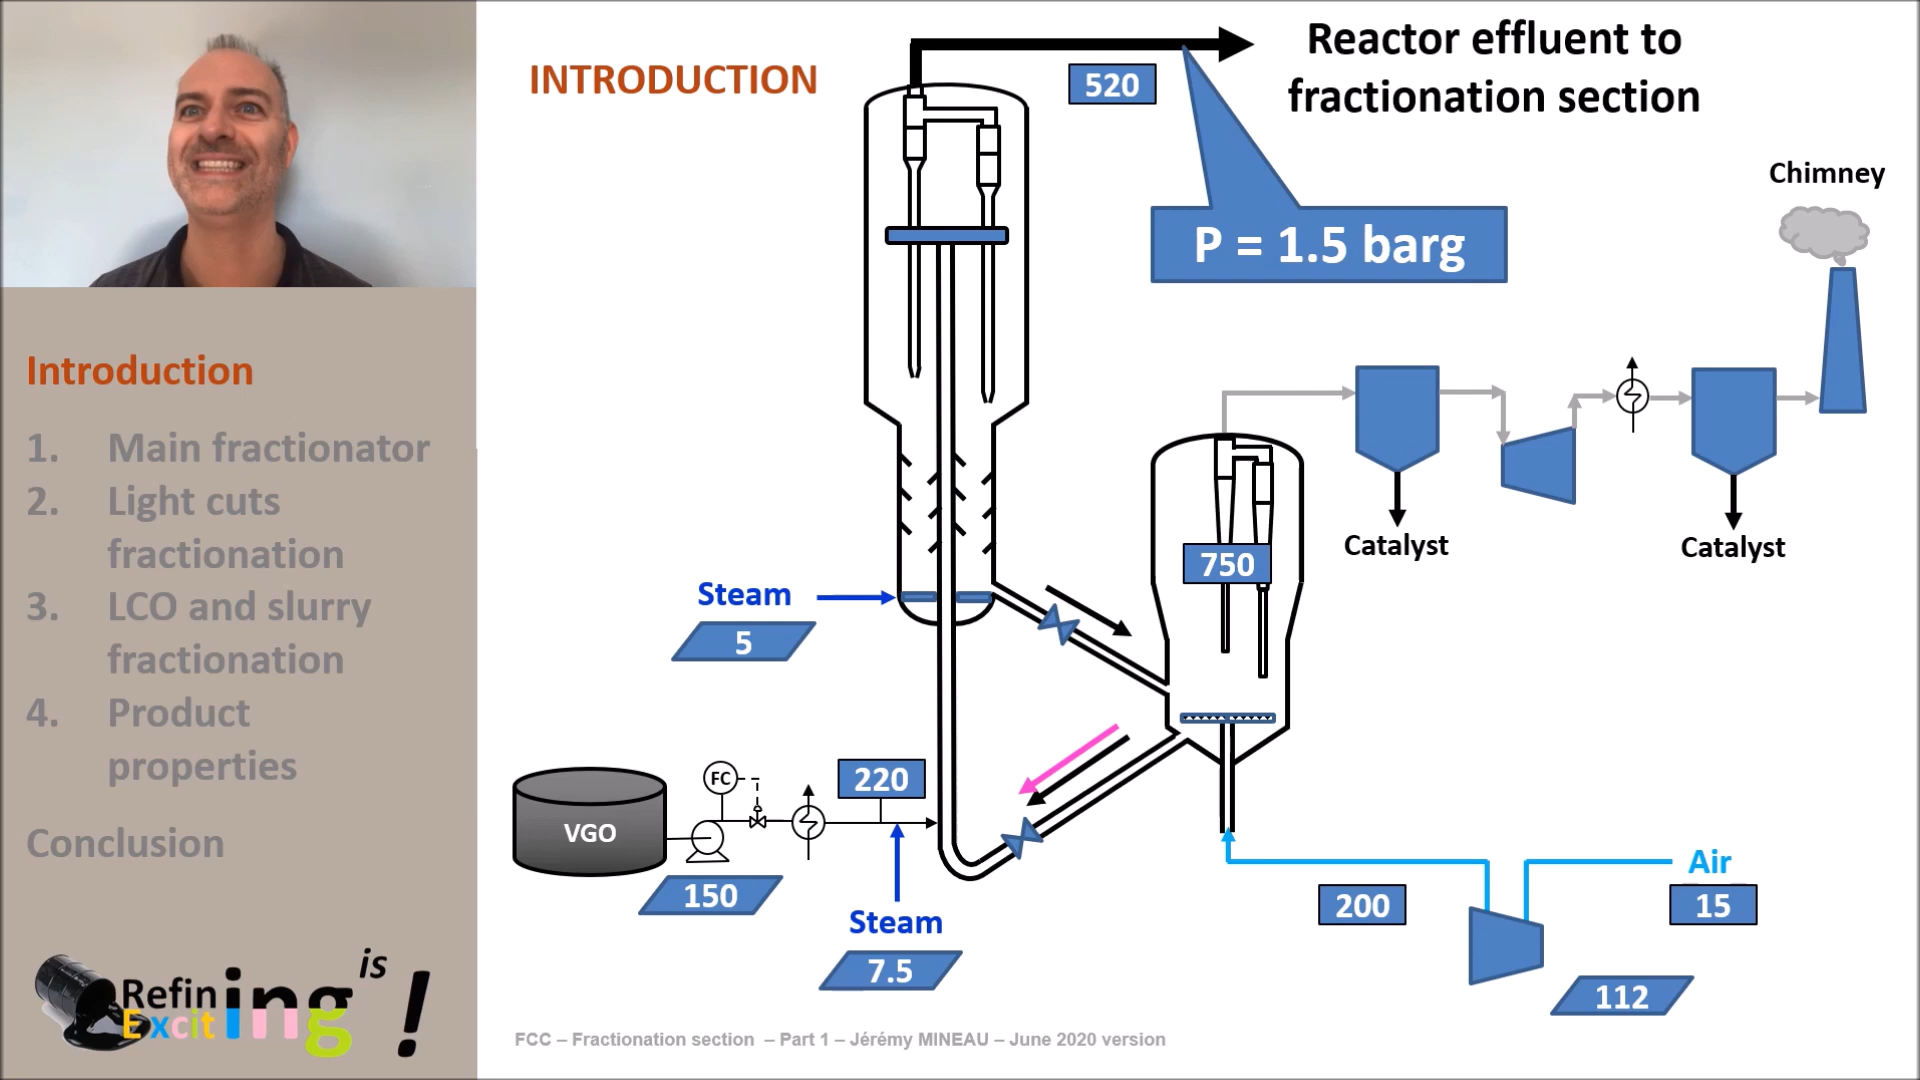 Introduction
1. Main fractionator
2. Light cuts
fractionation
3. LCO and slurry
fractionation
4. Product
properties
Conclusion
Refin
Exciting
is
!
INTRODUCTION
520
Reactor effluent to
fractionation section
P = 1.5 barg
Chimney
Catalyst
Catalyst
750
Steam
5
220
FC
VGO
150
Steam
7.5
Air
200
15
112
FCC – Fractionation section – Part 1 – Jérémy MINEAU – June 2020 version